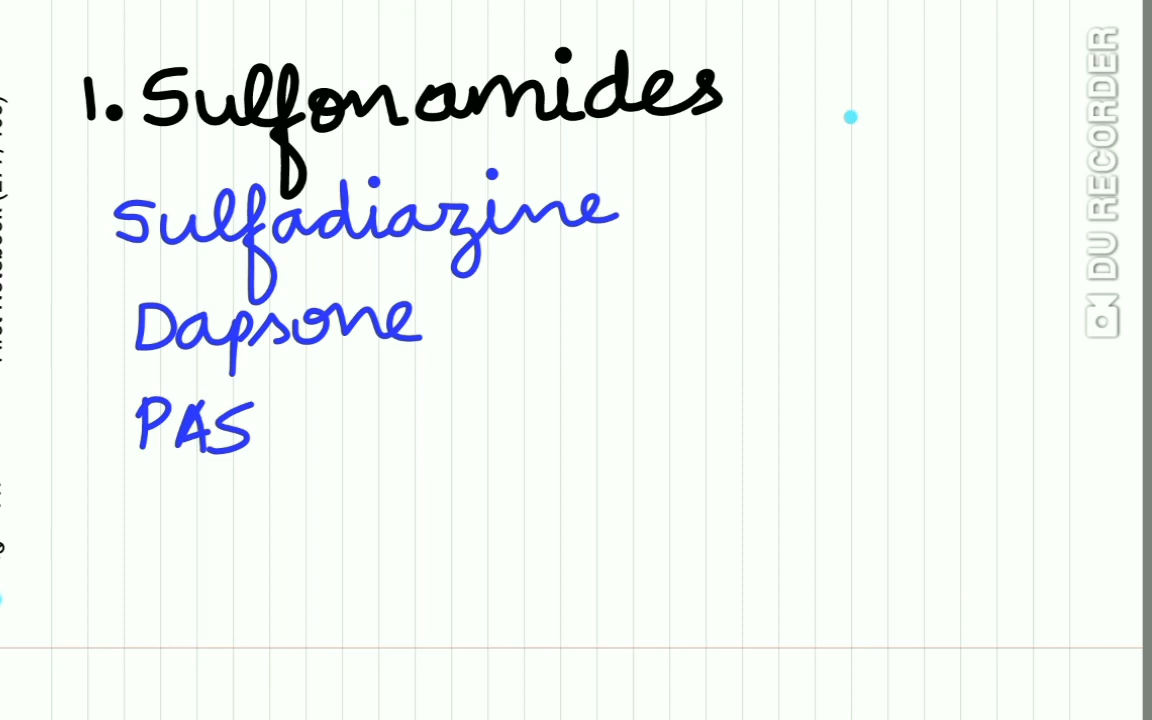 1. Sulfonamides
Sulfadiazine
Dapsone
PAS
DU RECORDER